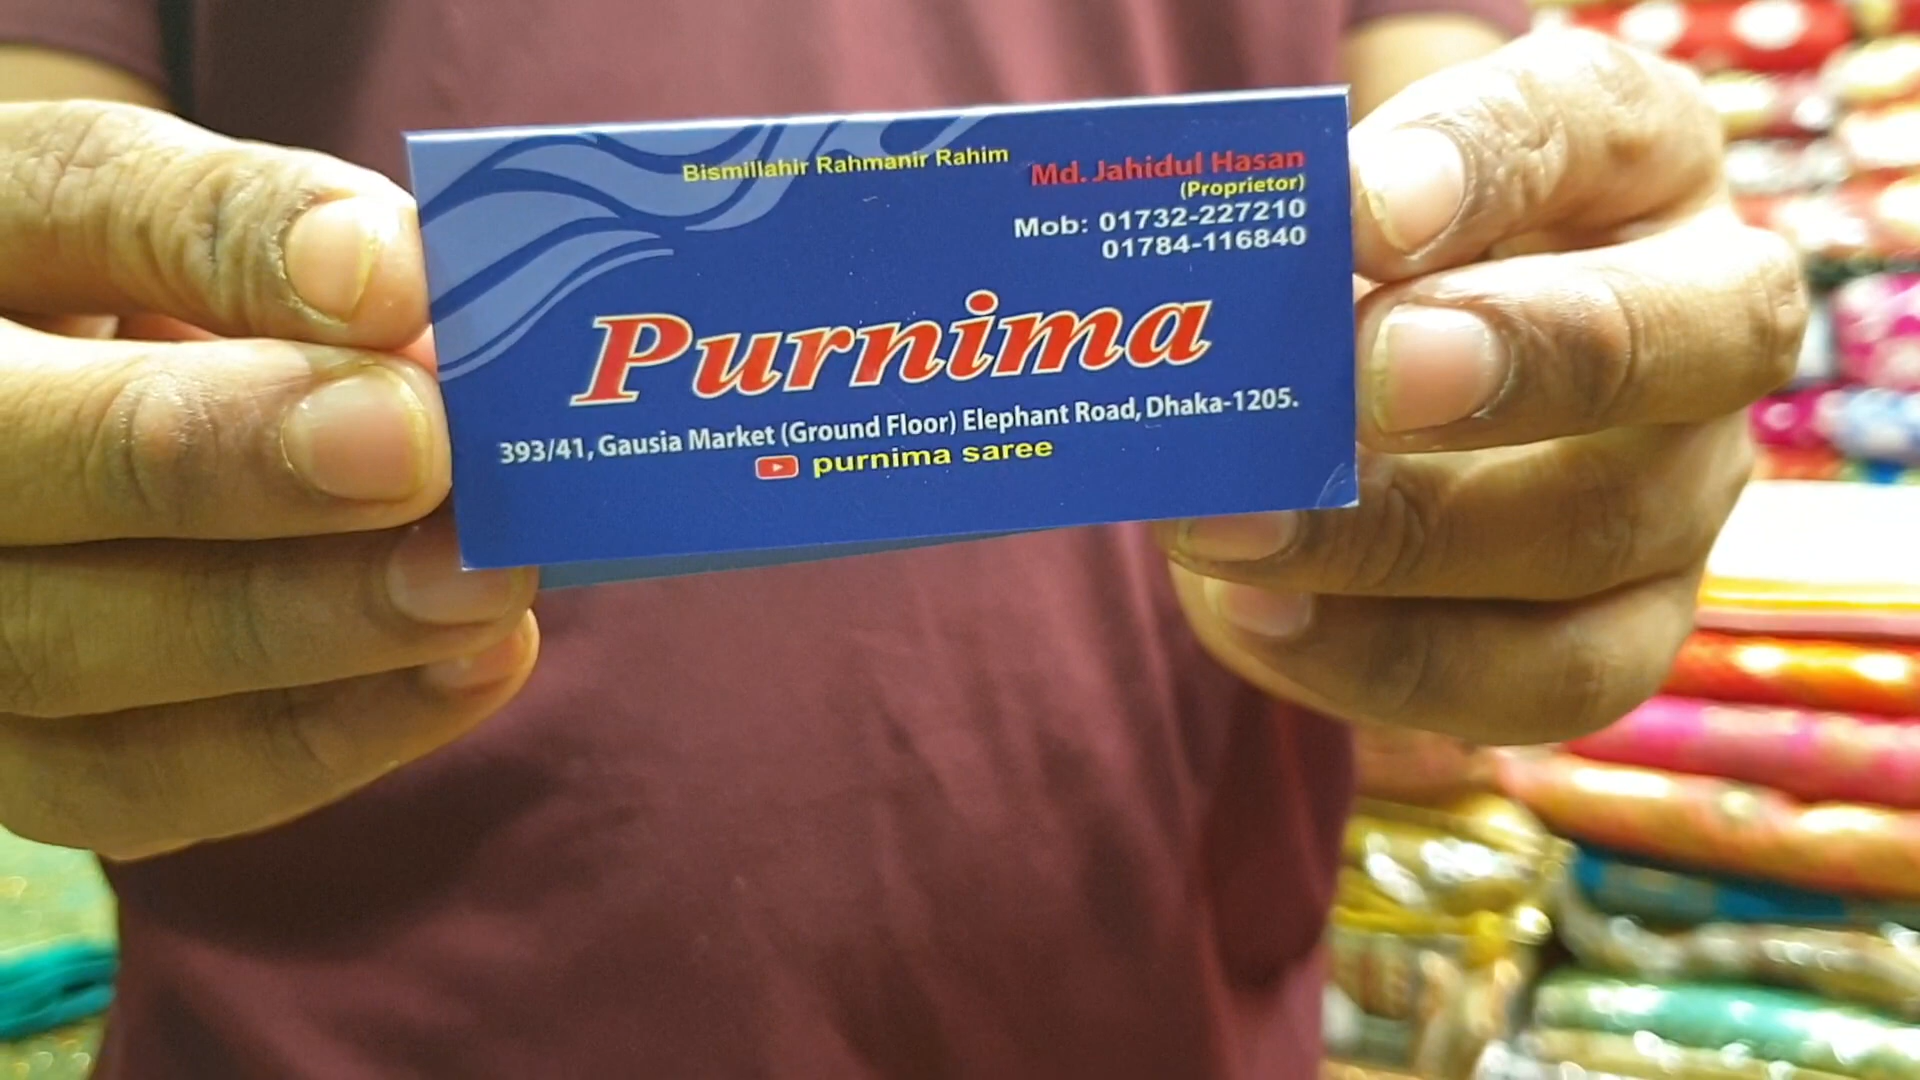 Bismillahir Rahmanir Rahim
Md. Jahidul Hasan
(Proprietor)
Mob: 01732-227210
01784-116840
Purnima
393/41, Gausia Market (Ground Floor) Elephant Road, Dhaka-1205.
purnima saree